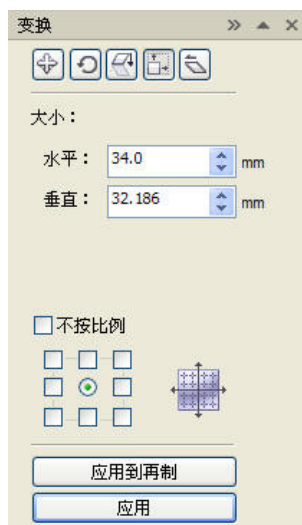 变换
大小：
水平： 34.0 mm
垂直： 32.186 mm
不按比例
应用到再制
应用